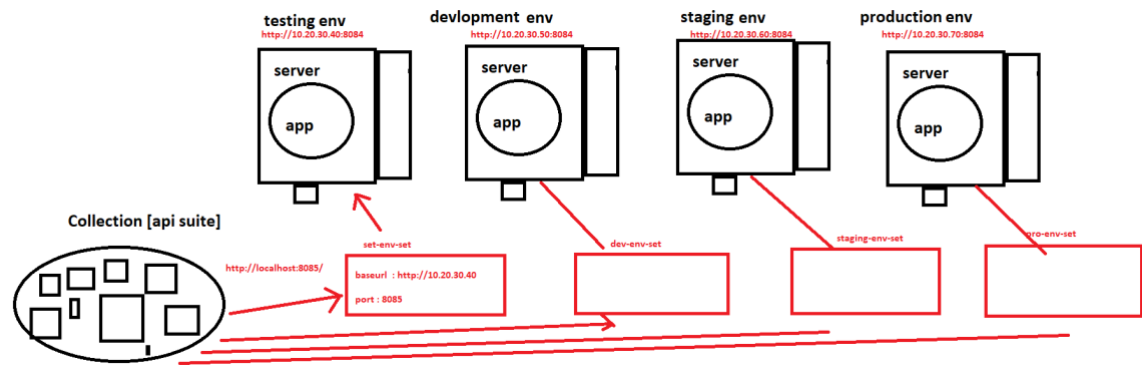 testing env
http://10.20.30.40:8084
devlopment env
http://10.20.30.50:8084
staging env
http://10.20.30.60:8084
production env
http://10.20.30.70:8084
server
app
server
app
server
app
server
app
Collection [api suite]
http://localhost:8085/
set-env-set
baseurl : http://10.20.30.40
port : 8085
dev-env-set
staging-env-set
pro-env-set